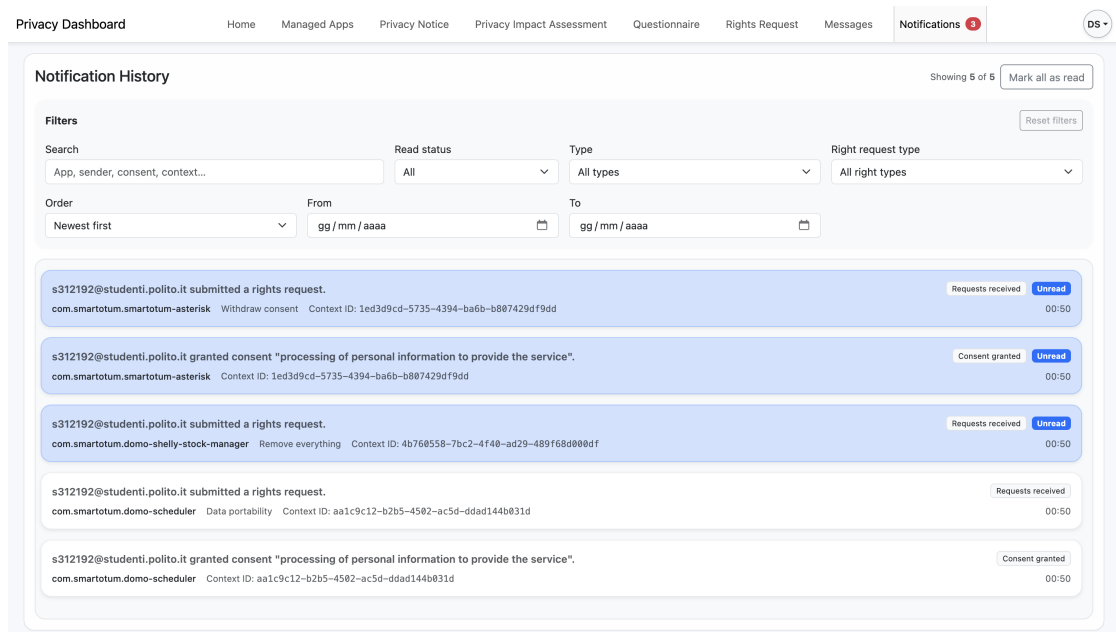 Privacy Dashboard Home Managed Apps Privacy Notice Privacy Impact Assessment Questionnaire Rights Request Messages Notifications 3 DS
Notification History Showing 5 of 5 Mark all as read
Filters Reset filters
Search Read status Type Right request type
App, sender, consent, context... All All types All right types
Order From To
Newest first gg/mm/aaaa gg/mm/aaaa
s312192@studenti.polito.it submitted a rights request. Requests received Unread
com.smartotum.smartotum-asterisk Withdraw consent Context ID: 1ed3d9cd-5735-4394-ba6b-b807429df9dd 00:50
s312192@studenti.polito.it granted consent "processing of personal information to provide the service". Consent granted Unread
com.smartotum.smartotum-asterisk Context ID: 1ed3d9cd-5735-4394-ba6b-b807429df9dd 00:50
s312192@studenti.polito.it submitted a rights request. Requests received Unread
com.smartotum.domo-shelly-stock-manager Remove everything Context ID: 4b760558-7bc2-4f40-ad29-489f68d000df 00:50
s312192@studenti.polito.it submitted a rights request. Requests received
com.smartotum.domo-scheduler Data portability Context ID: aa1c9c12-b2b5-4502-ac5d-ddad144b031d 00:50
s312192@studenti.polito.it granted consent "processing of personal information to provide the service". Consent granted
com.smartotum.domo-scheduler Context ID: aa1c9c12-b2b5-4502-ac5d-ddad144b031d 00:50